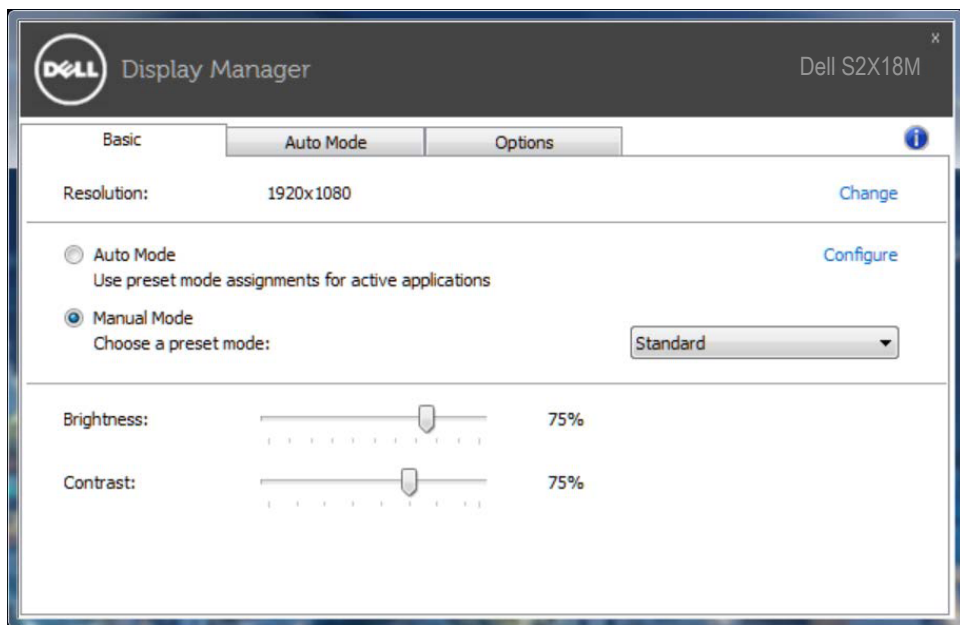 DELL Display Manager
Dell S2X18M
x
Basic
Auto Mode
Options
i
Resolution: 1920x1080 Change
Auto Mode Configure
Use preset mode assignments for active applications
Manual Mode
Choose a preset mode: Standard
Brightness: 75%
Contrast: 75%